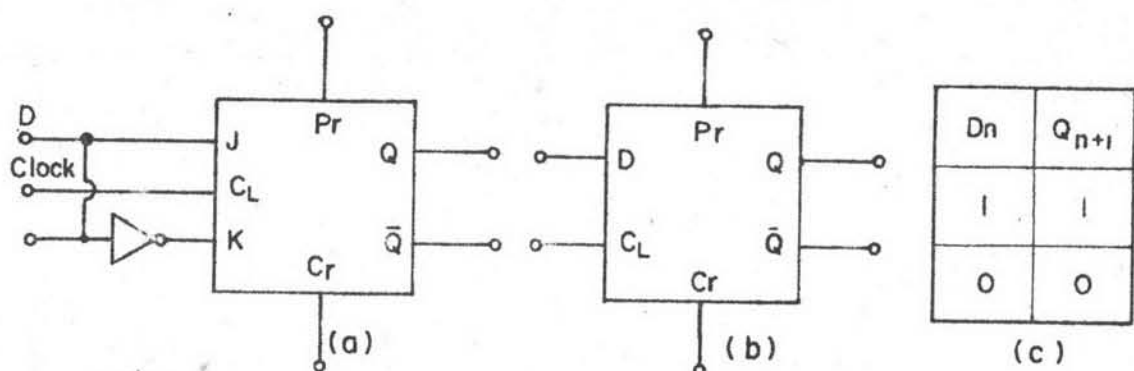 D
Clock
J
C_L
K
Pr
Cr
Q
Q̄
(a)
D
C_L
Pr
Cr
Q
Q̄
(b)
Dn Q_{n+1}
1 1
0 0
(c)